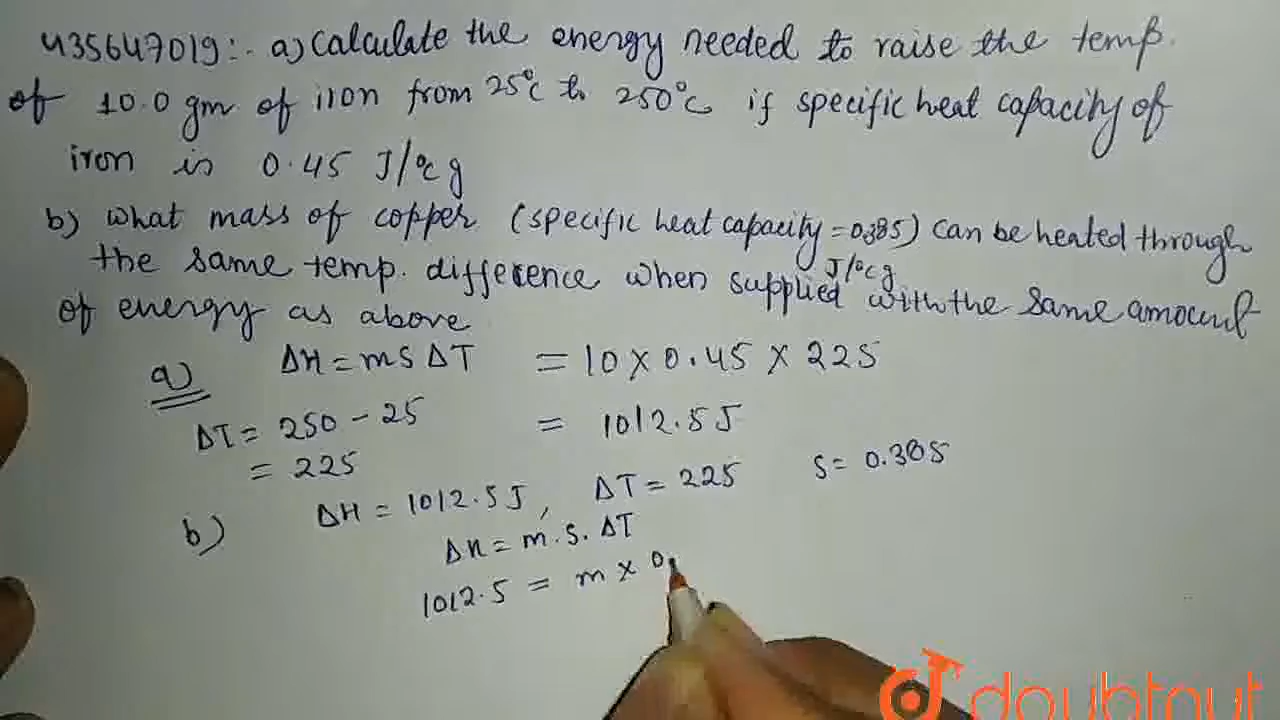 435647019:- a) Calculate the energy needed to raise the temp.
of 10.0 gm of iron from 25°c to 250°c if specific heat capacity of
iron is 0.45 J/°c g
b) What mass of copper (specific heat capacity = 0.385) can be heated through
J/°c g
the same temp. difference when supplied with the same amount
of energy as above
a) ΔH = ms ΔT = 10 × 0.45 × 225
ΔT = 250 - 25 = 1012.5 J
= 225
b) ΔH = 1012.5 J, ΔT = 225 S = 0.385
ΔH = m.s. ΔT
1012.5 = m × 0.
doubtnut